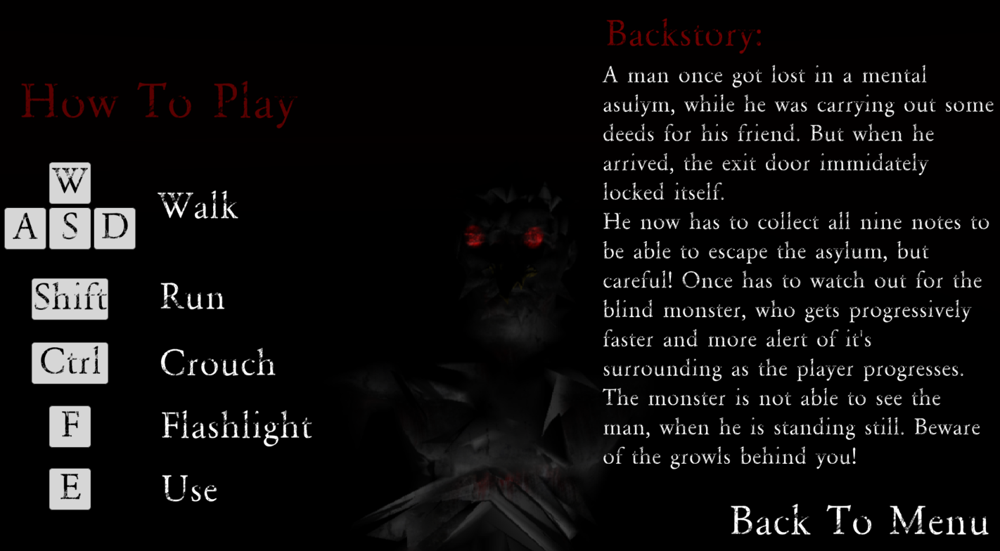 How To Play
W
A S D
Walk
Shift
Run
Ctrl
Crouch
F
Flashlight
E
Use
Backstory:
A man once got lost in a mental
asulym, while he was carrying out some
deeds for his friend. But when he
arrived, the exit door immidately
locked itself.
He now has to collect all nine notes to
be able to escape the asylum, but
careful! Once has to watch out for the
blind monster, who gets progressively
faster and more alert of it's
surrounding as the player progresses.
The monster is not able to see the
man, when he is standing still. Beware
of the growls behind you!
Back To Menu